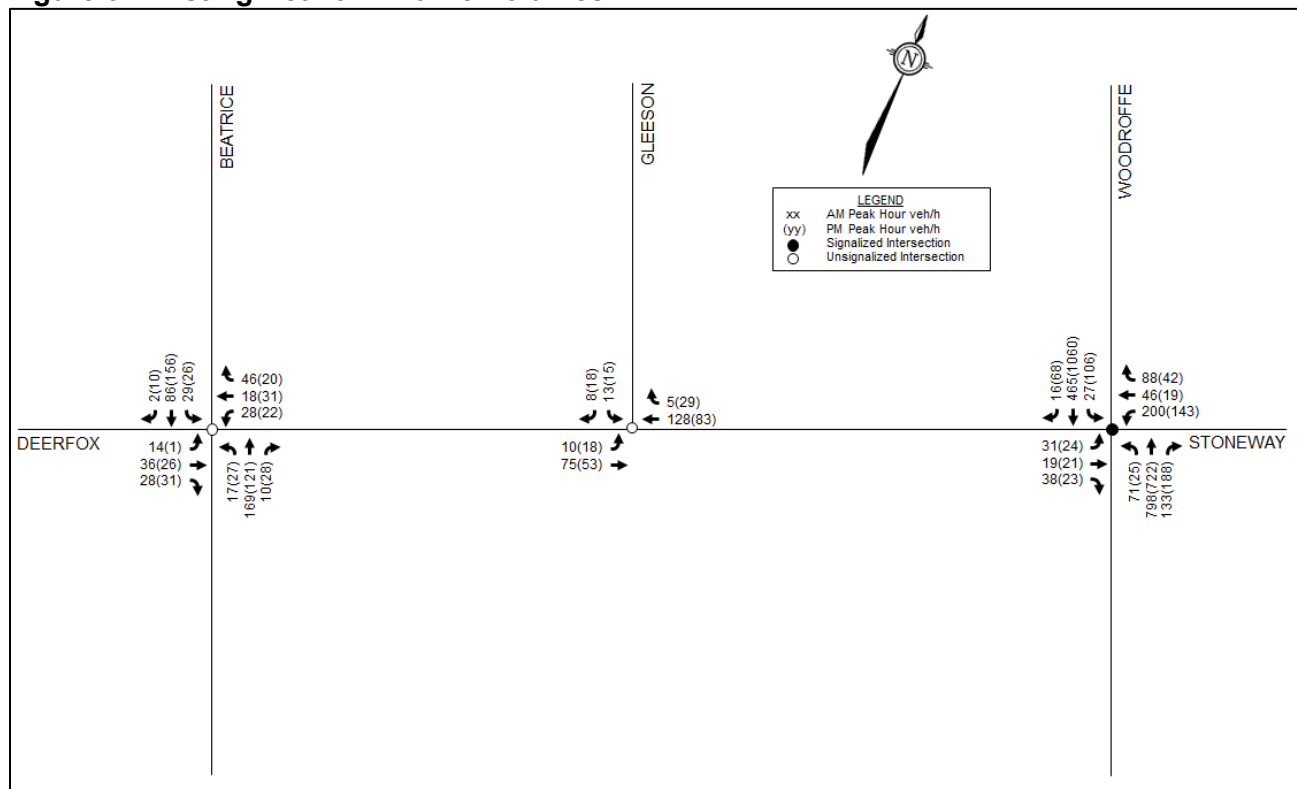 N
BEATRICE
GLEESON
WOODROFFE
LEGEND
xx AM Peak Hour veh/h
(yy) PM Peak Hour veh/h
Signalized Intersection
Unsignalized Intersection
2(10)
86(156)
29(26)
46(20)
18(31)
28(22)
8(18)
13(15)
5(29)
128(83)
16(68)
465(1060)
27(106)
88(42)
46(19)
200(143)
DEERFOX
STONEWAY
14(1)
36(26)
28(31)
17(27)
169(121)
10(28)
10(18)
75(53)
31(24)
19(21)
38(23)
71(25)
798(722)
133(188)